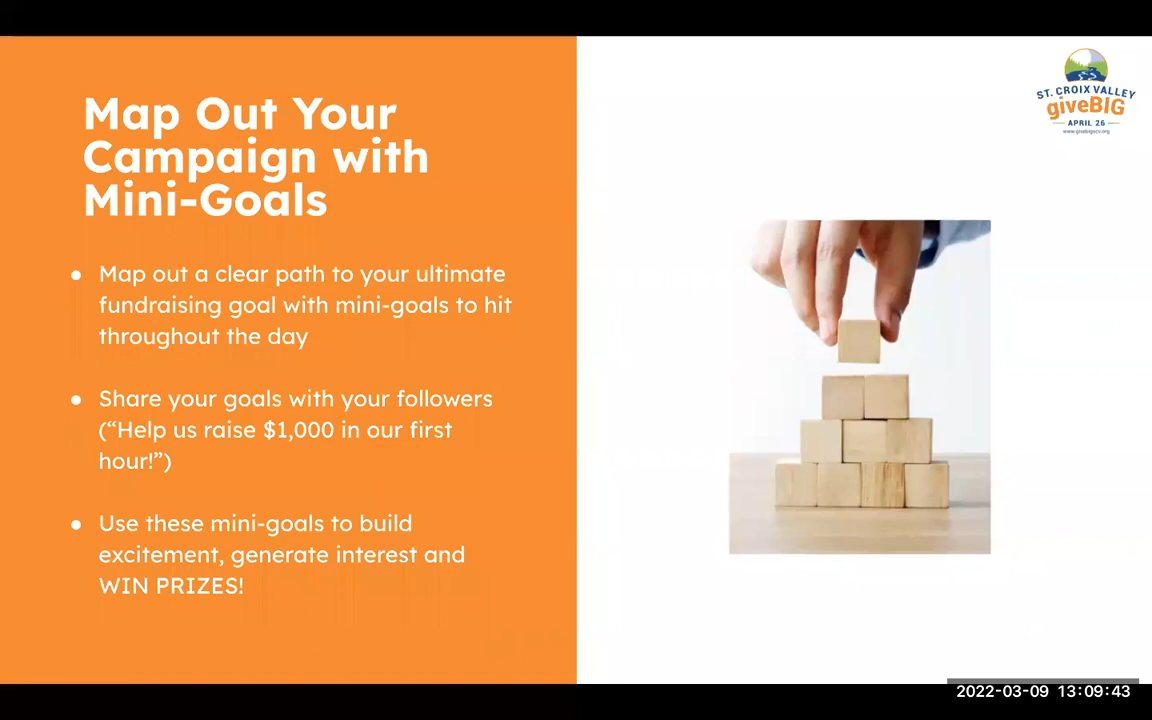 Map Out Your
Campaign with
Mini-Goals
● Map out a clear path to your ultimate
fundraising goal with mini-goals to hit
throughout the day
● Share your goals with your followers
(“Help us raise $1,000 in our first
hour!”)
● Use these mini-goals to build
excitement, generate interest and
WIN PRIZES!
ST. CROIX VALLEY
giveBIG
APRIL 26
www.givebigscv.org
2022-03-09 13:09:43